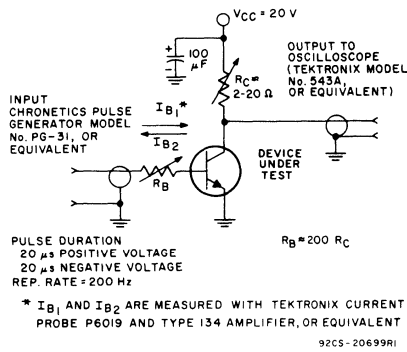 VCC = 20 V
100
μF
+
−
RC≈
2-20 Ω
OUTPUT TO
OSCILLOSCOPE
(TEKTRONIX MODEL
No. 543A,
OR EQUIVALENT)
INPUT
CHRONETICS PULSE
GENERATOR MODEL
No. PG-31, OR
EQUIVALENT
IB1*
IB2
RB
DEVICE
UNDER
TEST
PULSE DURATION
20 μs POSITIVE VOLTAGE
20 μs NEGATIVE VOLTAGE
REP. RATE = 200 Hz
RB≈200 RC
* IB1 AND IB2 ARE MEASURED WITH TEKTRONIX CURRENT
PROBE P6019 AND TYPE 134 AMPLIFIER, OR EQUIVALENT
92CS-20699R1